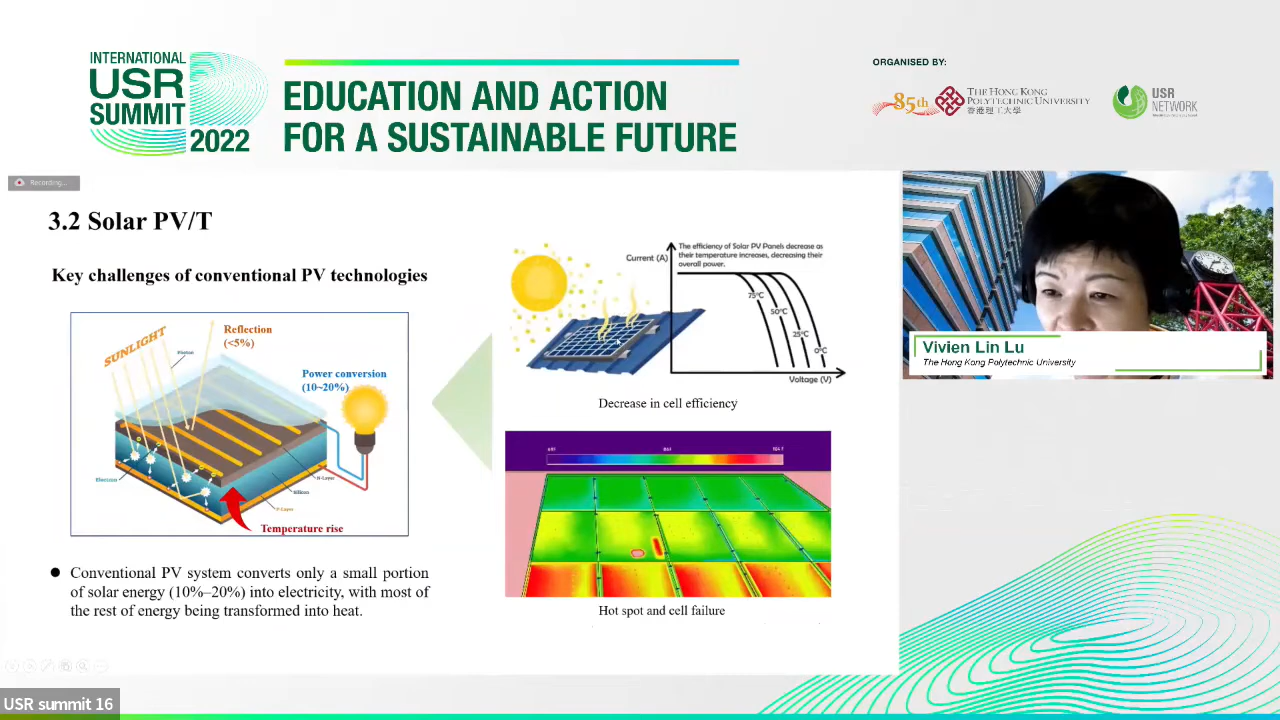 INTERNATIONAL
USR
SUMMIT
2022
EDUCATION AND ACTION
FOR A SUSTAINABLE FUTURE
ORGANISED BY:
85th
THE HONG KONG
POLYTECHNIC UNIVERSITY
香港理工大學
USR
NETWORK
Recording...
3.2 Solar PV/T
Key challenges of conventional PV technologies
SUNLIGHT
Photon
Reflection
(<5%)
Power conversion
(10~20%)
Electron
N-Layer
Silicon
P-Layer
Temperature rise
Conventional PV system converts only a small portion
of solar energy (10%–20%) into electricity, with most of
the rest of energy being transformed into heat.
Current (A)
The efficiency of Solar PV Panels decrease as
their temperature increases, decreasing their
overall power.
75°C
50°C
25°C
0°C
Voltage (V)
Decrease in cell efficiency
Hot spot and cell failure
Vivien Lin Lu
The Hong Kong Polytechnic University
USR summit 16